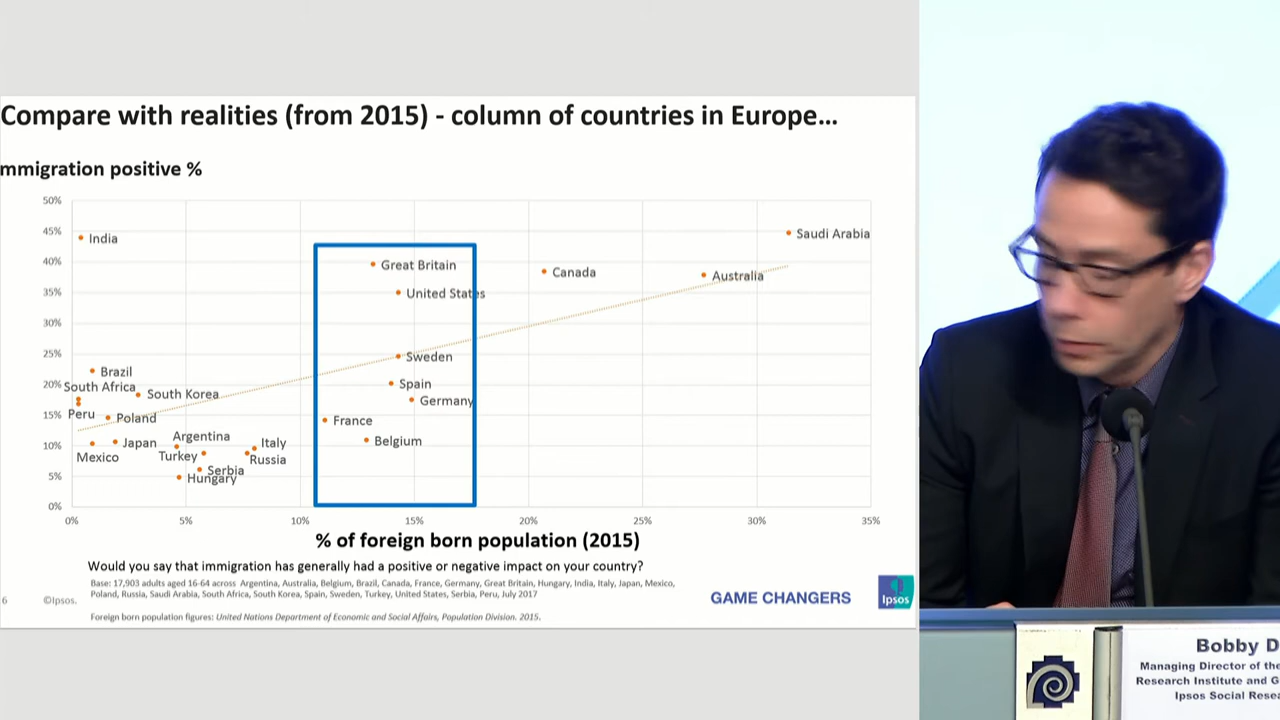 Compare with realities (from 2015) - column of countries in Europe...
mmigration positive %
50%
45%
40%
35%
30%
25%
20%
15%
10%
5%
0%
India
Saudi Arabia
Great Britain
Canada
Australia
United States
Sweden
Brazil
South Africa
South Korea
Spain
Germany
Peru
Poland
France
Japan
Argentina
Italy
Belgium
Mexico
Turkey
Russia
Serbia
Hungary
0%
5%
10%
15%
20%
25%
30%
35%
% of foreign born population (2015)
Would you say that immigration has generally had a positive or negative impact on your country?
Base: 17,903 adults aged 16-64 across Argentina, Australia, Belgium, Brazil, Canada, France, Germany, Great Britain, Hungary, India, Italy, Japan, Mexico,
Poland, Russia, Saudi Arabia, South Africa, South Korea, Spain, Sweden, Turkey, United States, Serbia, Peru, July 2017
6
©Ipsos.
GAME CHANGERS
Ipsos
Foreign born population figures: United Nations Department of Economic and Social Affairs, Population Division. 2015.
Bobby D
Managing Director of the
Research Institute and G
Ipsos Social Resea